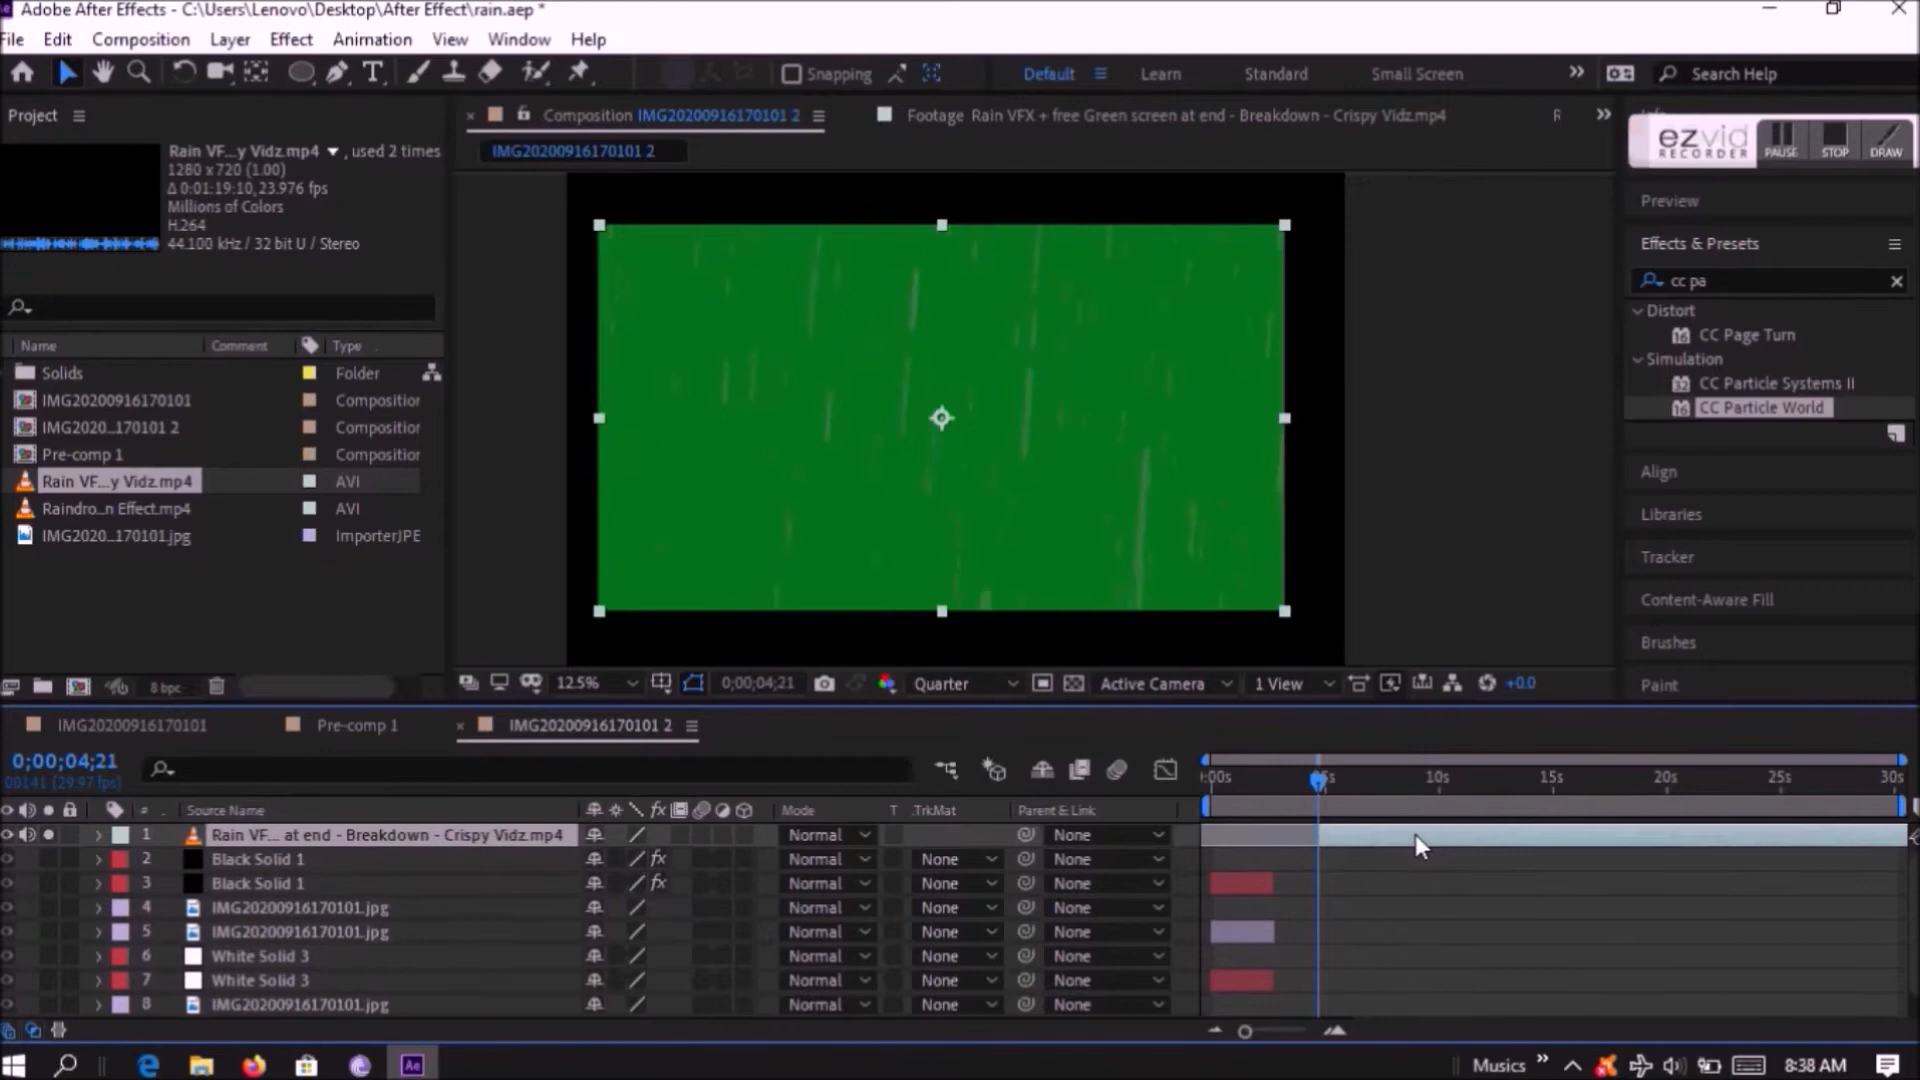 Adobe After Effects - C:\Users\Lenovo\Desktop\After Effect\rain.aep *
File Edit Composition Layer Effect Animation View Window Help
Snapping Default Learn Standard Small Screen Search Help
Project
Composition IMG20200916170101 2
Footage Rain VFX + free Green screen at end - Breakdown - Crispy Vidz.mp4
R
IMG20200916170101 2
Rain VF...y Vidz.mp4 , used 2 times
1280 x 720 (1.00)
Δ 0:01:19:10, 23.976 fps
Millions of Colors
H.264
44.100 kHz / 32 bit U / Stereo
ezvid
RECORDER
PAUSE STOP DRAW
Preview
Effects & Presets
cc pa
Distort
CC Page Turn
Simulation
CC Particle Systems II
CC Particle World
Align
Libraries
Tracker
Content-Aware Fill
Brushes
Paint
Name Comment Type
Solids Folder
IMG20200916170101 Compositior
IMG2020...170101 2 Compositior
Pre-comp 1 Compositior
Rain VF...y Vidz.mp4 AVI
Raindro...n Effect.mp4 AVI
IMG2020...170101.jpg ImporterJPE
8 bpc
12.5% 0;00;04;21 Quarter Active Camera 1 View +0.0
IMG20200916170101 Pre-comp 1 IMG20200916170101 2
0;00;04;21
00141 (29.97 fps)
:00s 05s 10s 15s 20s 25s 30s
# Source Name fx Mode T .TrkMat Parent & Link
1 Rain VF... at end - Breakdown - Crispy Vidz.mp4 Normal None
2 Black Solid 1 fx Normal None None
3 Black Solid 1 fx Normal None None
4 IMG20200916170101.jpg Normal None None
5 IMG20200916170101.jpg Normal None None
6 White Solid 3 Normal None None
7 White Solid 3 Normal None None
8 IMG20200916170101.jpg Normal None None
Ae Musics 8:38 AM